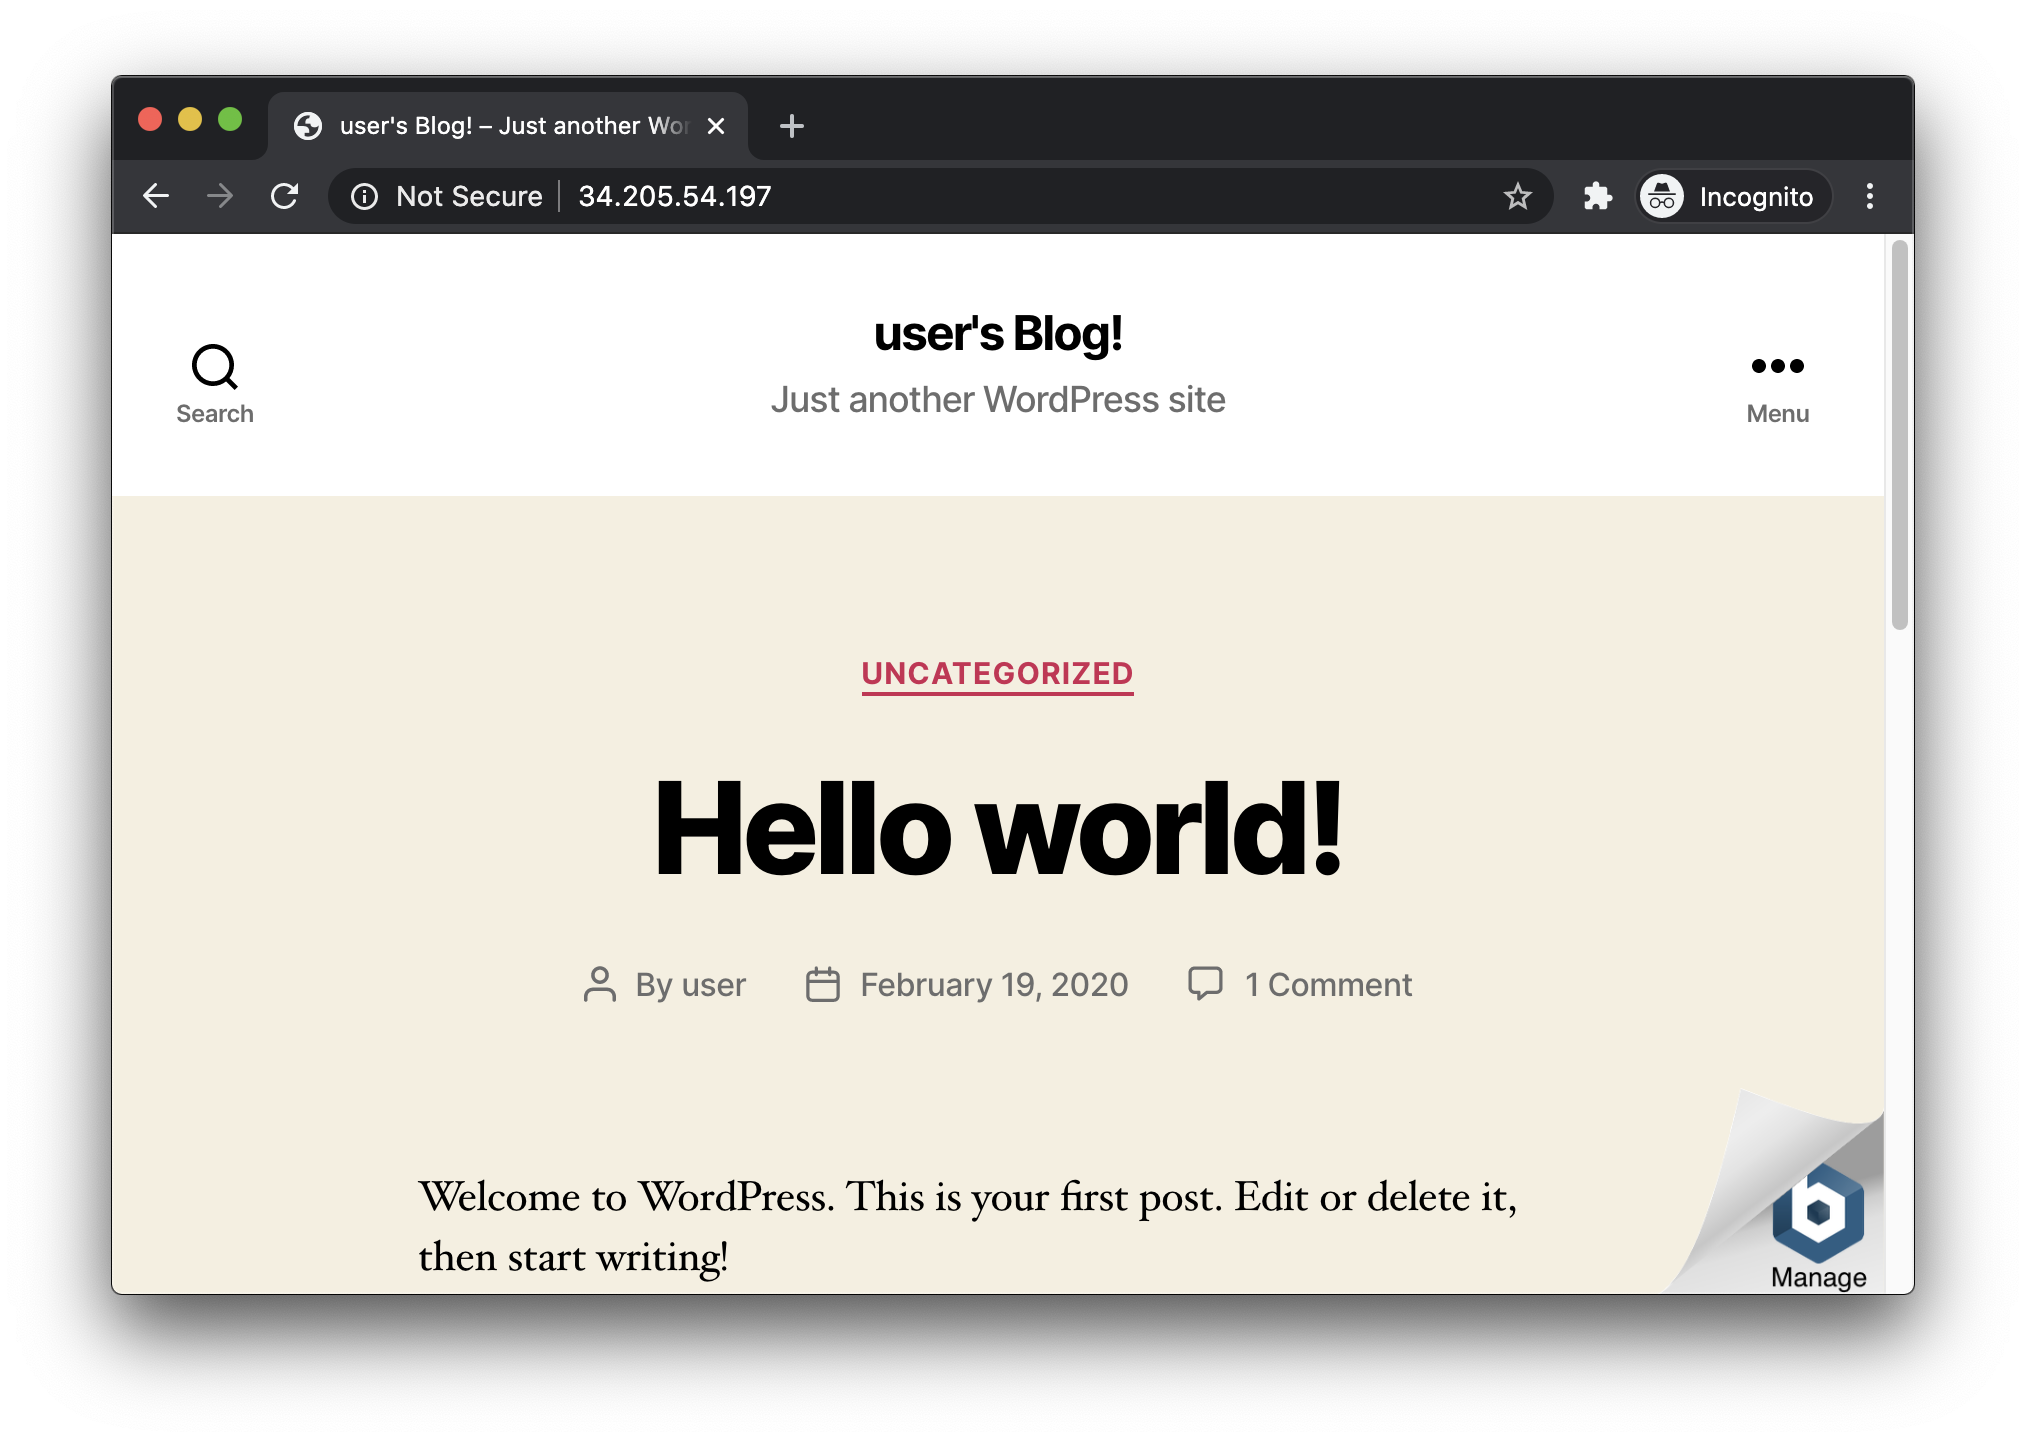 user's Blog! – Just another Wor
Not Secure 34.205.54.197 Incognito
user's Blog!
Just another WordPress site
Search
Menu
UNCATEGORIZED
Hello world!
By user February 19, 2020 1 Comment
Welcome to WordPress. This is your first post. Edit or delete it,
then start writing!
b
Manage